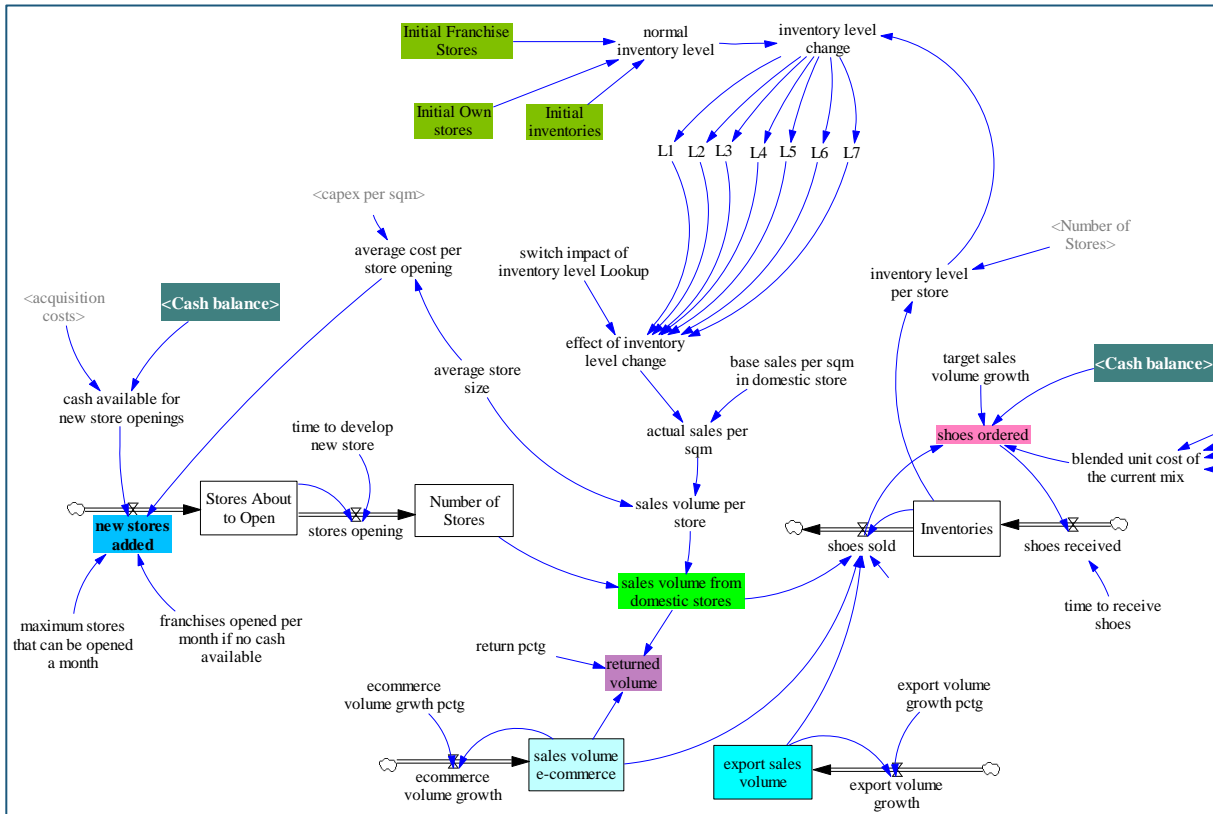 Initial Franchise
Stores
normal
inventory level
inventory level
change
Initial Own
stores
Initial
inventories
L1
L2
L3
L4
L5
L6
L7
<capex per sqm>
<Number of
Stores>
average cost per
store opening
switch impact of
inventory level Lookup
inventory level
per store
<acquisition
costs>
<Cash balance>
effect of inventory
level change
average store
size
base sales per sqm
in domestic store
target sales
volume growth
<Cash balance>
cash available for
new store openings
time to develop
new store
actual sales per
sqm
shoes ordered
blended unit cost of
the current mix
Stores About
to Open
Number of
Stores
sales volume per
store
Inventories
new stores
added
stores opening
shoes sold
shoes received
sales volume from
domestic stores
maximum stores
that can be opened
a month
franchises opened per
month if no cash
available
time to receive
shoes
return pctg
returned
volume
ecommerce
volume grwth pctg
export volume
growth pctg
sales volume
e-commerce
export sales
volume
ecommerce
volume growth
export volume
growth